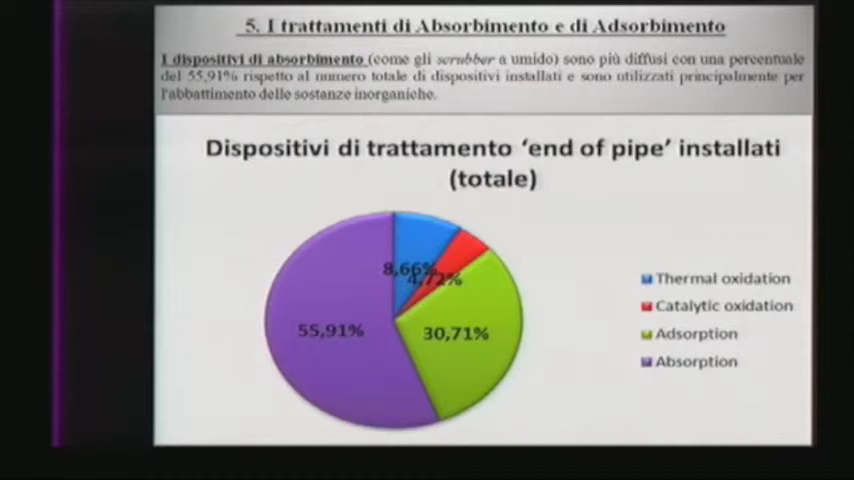 5. I trattamenti di Absorbimento e di Adsorbimento
I dispositivi di absorbimento (come gli scrubber a umido) sono più diffusi con una percentuale
del 55,91% rispetto al numero totale di dispositivi installati e sono utilizzati principalmente per
l'abbattimento delle sostanze inorganiche.
Dispositivi di trattamento 'end of pipe' installati
(totale)
8,66%
4,72%
55,91%
30,71%
Thermal oxidation
Catalytic oxidation
Adsorption
Absorption